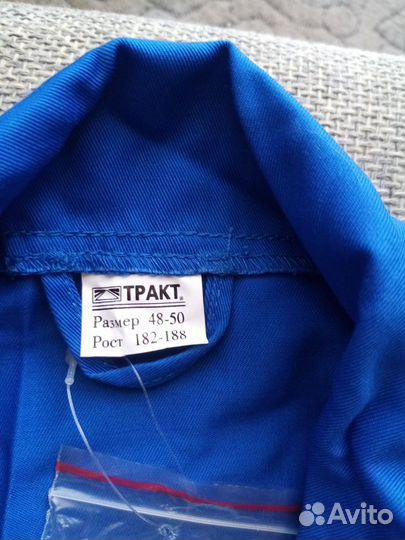 ТРАКТ®
Размер 48-50
Рост 182-188
Avito